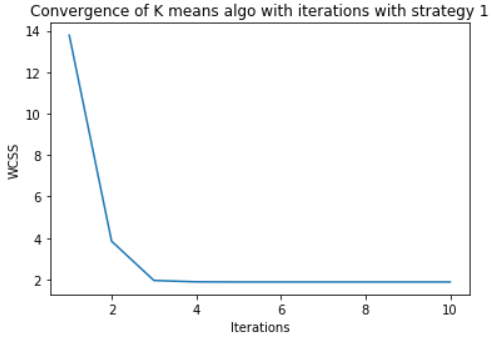 Convergence of K means algo with iterations with strategy 1
14
12
10
8
6
4
2
WCSS
2 4 6 8 10
Iterations